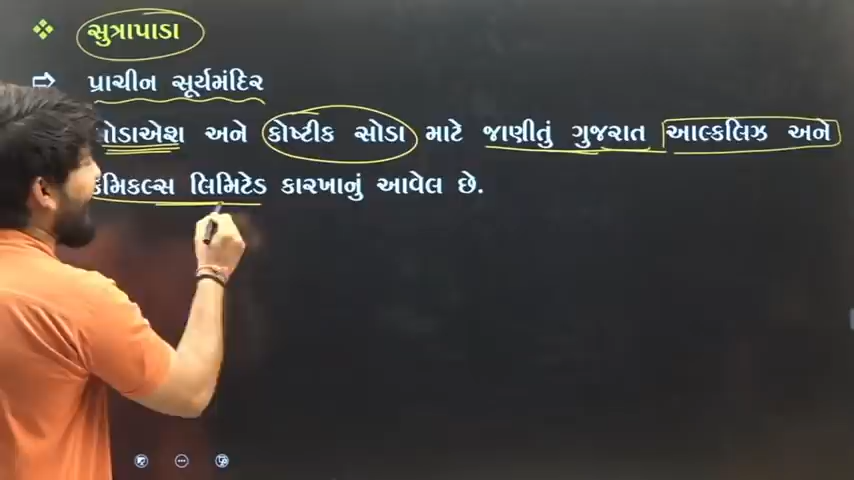 સુત્રાપાડા
પ્રાચીન સૂર્યમંદિર
અને કોષ્ટીક સોડા માટે જાણીતું ગુજરાત આલ્કલિઝ અને
લિમિટેડ કારખાનું આવેલ છે.